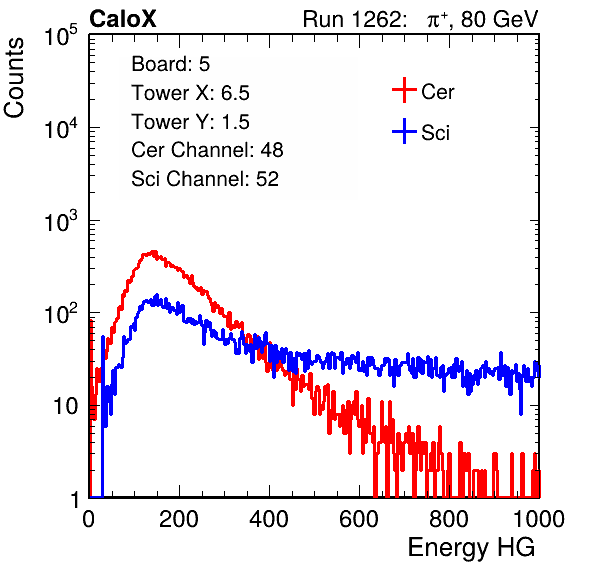 CaloX Run 1262: π⁺, 80 GeV
Counts
10⁵
10⁴
10³
10²
10
1
Board: 5
Tower X: 6.5
Tower Y: 1.5
Cer Channel: 48
Sci Channel: 52
Cer
Sci
0 200 400 600 800 1000
Energy HG